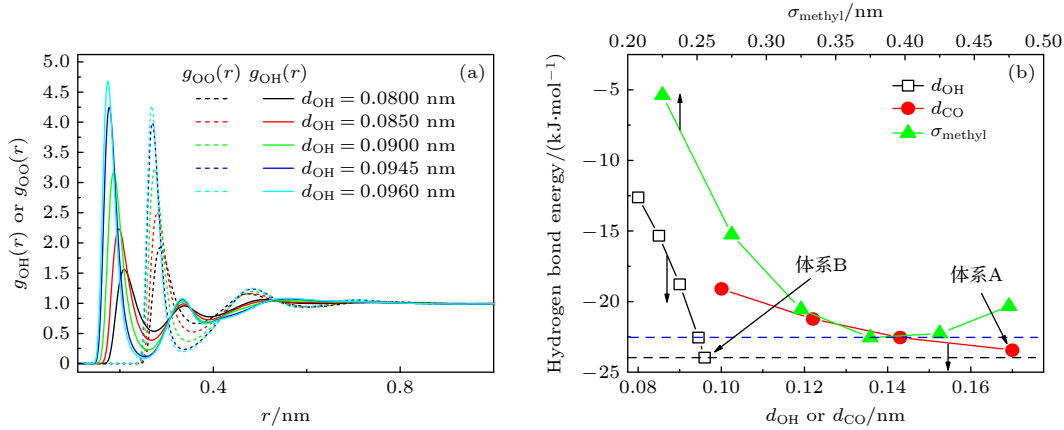 (a)
g_OO(r) g_OH(r)
d_OH = 0.0800 nm
d_OH = 0.0850 nm
d_OH = 0.0900 nm
d_OH = 0.0945 nm
d_OH = 0.0960 nm
g_OH(r) or g_OO(r)
5.0
4.5
4.0
3.5
3.0
2.5
2.0
1.5
1.0
0.5
0
0.4
0.8
r/nm
σ_methyl/nm
0.20 0.25 0.30 0.35 0.40 0.45 0.50
(b)
d_OH
d_CO
σ_methyl
Hydrogen bond energy/(kJ·mol⁻¹)
−5
−10
−15
−20
−25
体系B
体系A
0.08 0.10 0.12 0.14 0.16
d_OH or d_CO/nm